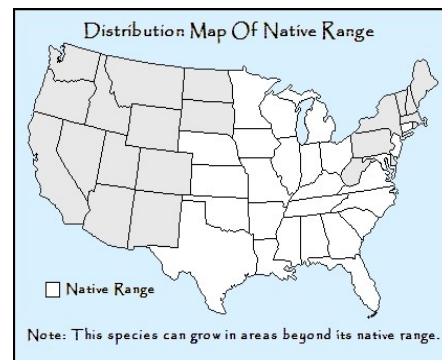 Distribution Map Of Native Range
Native Range
Note: This species can grow in areas beyond its native range.